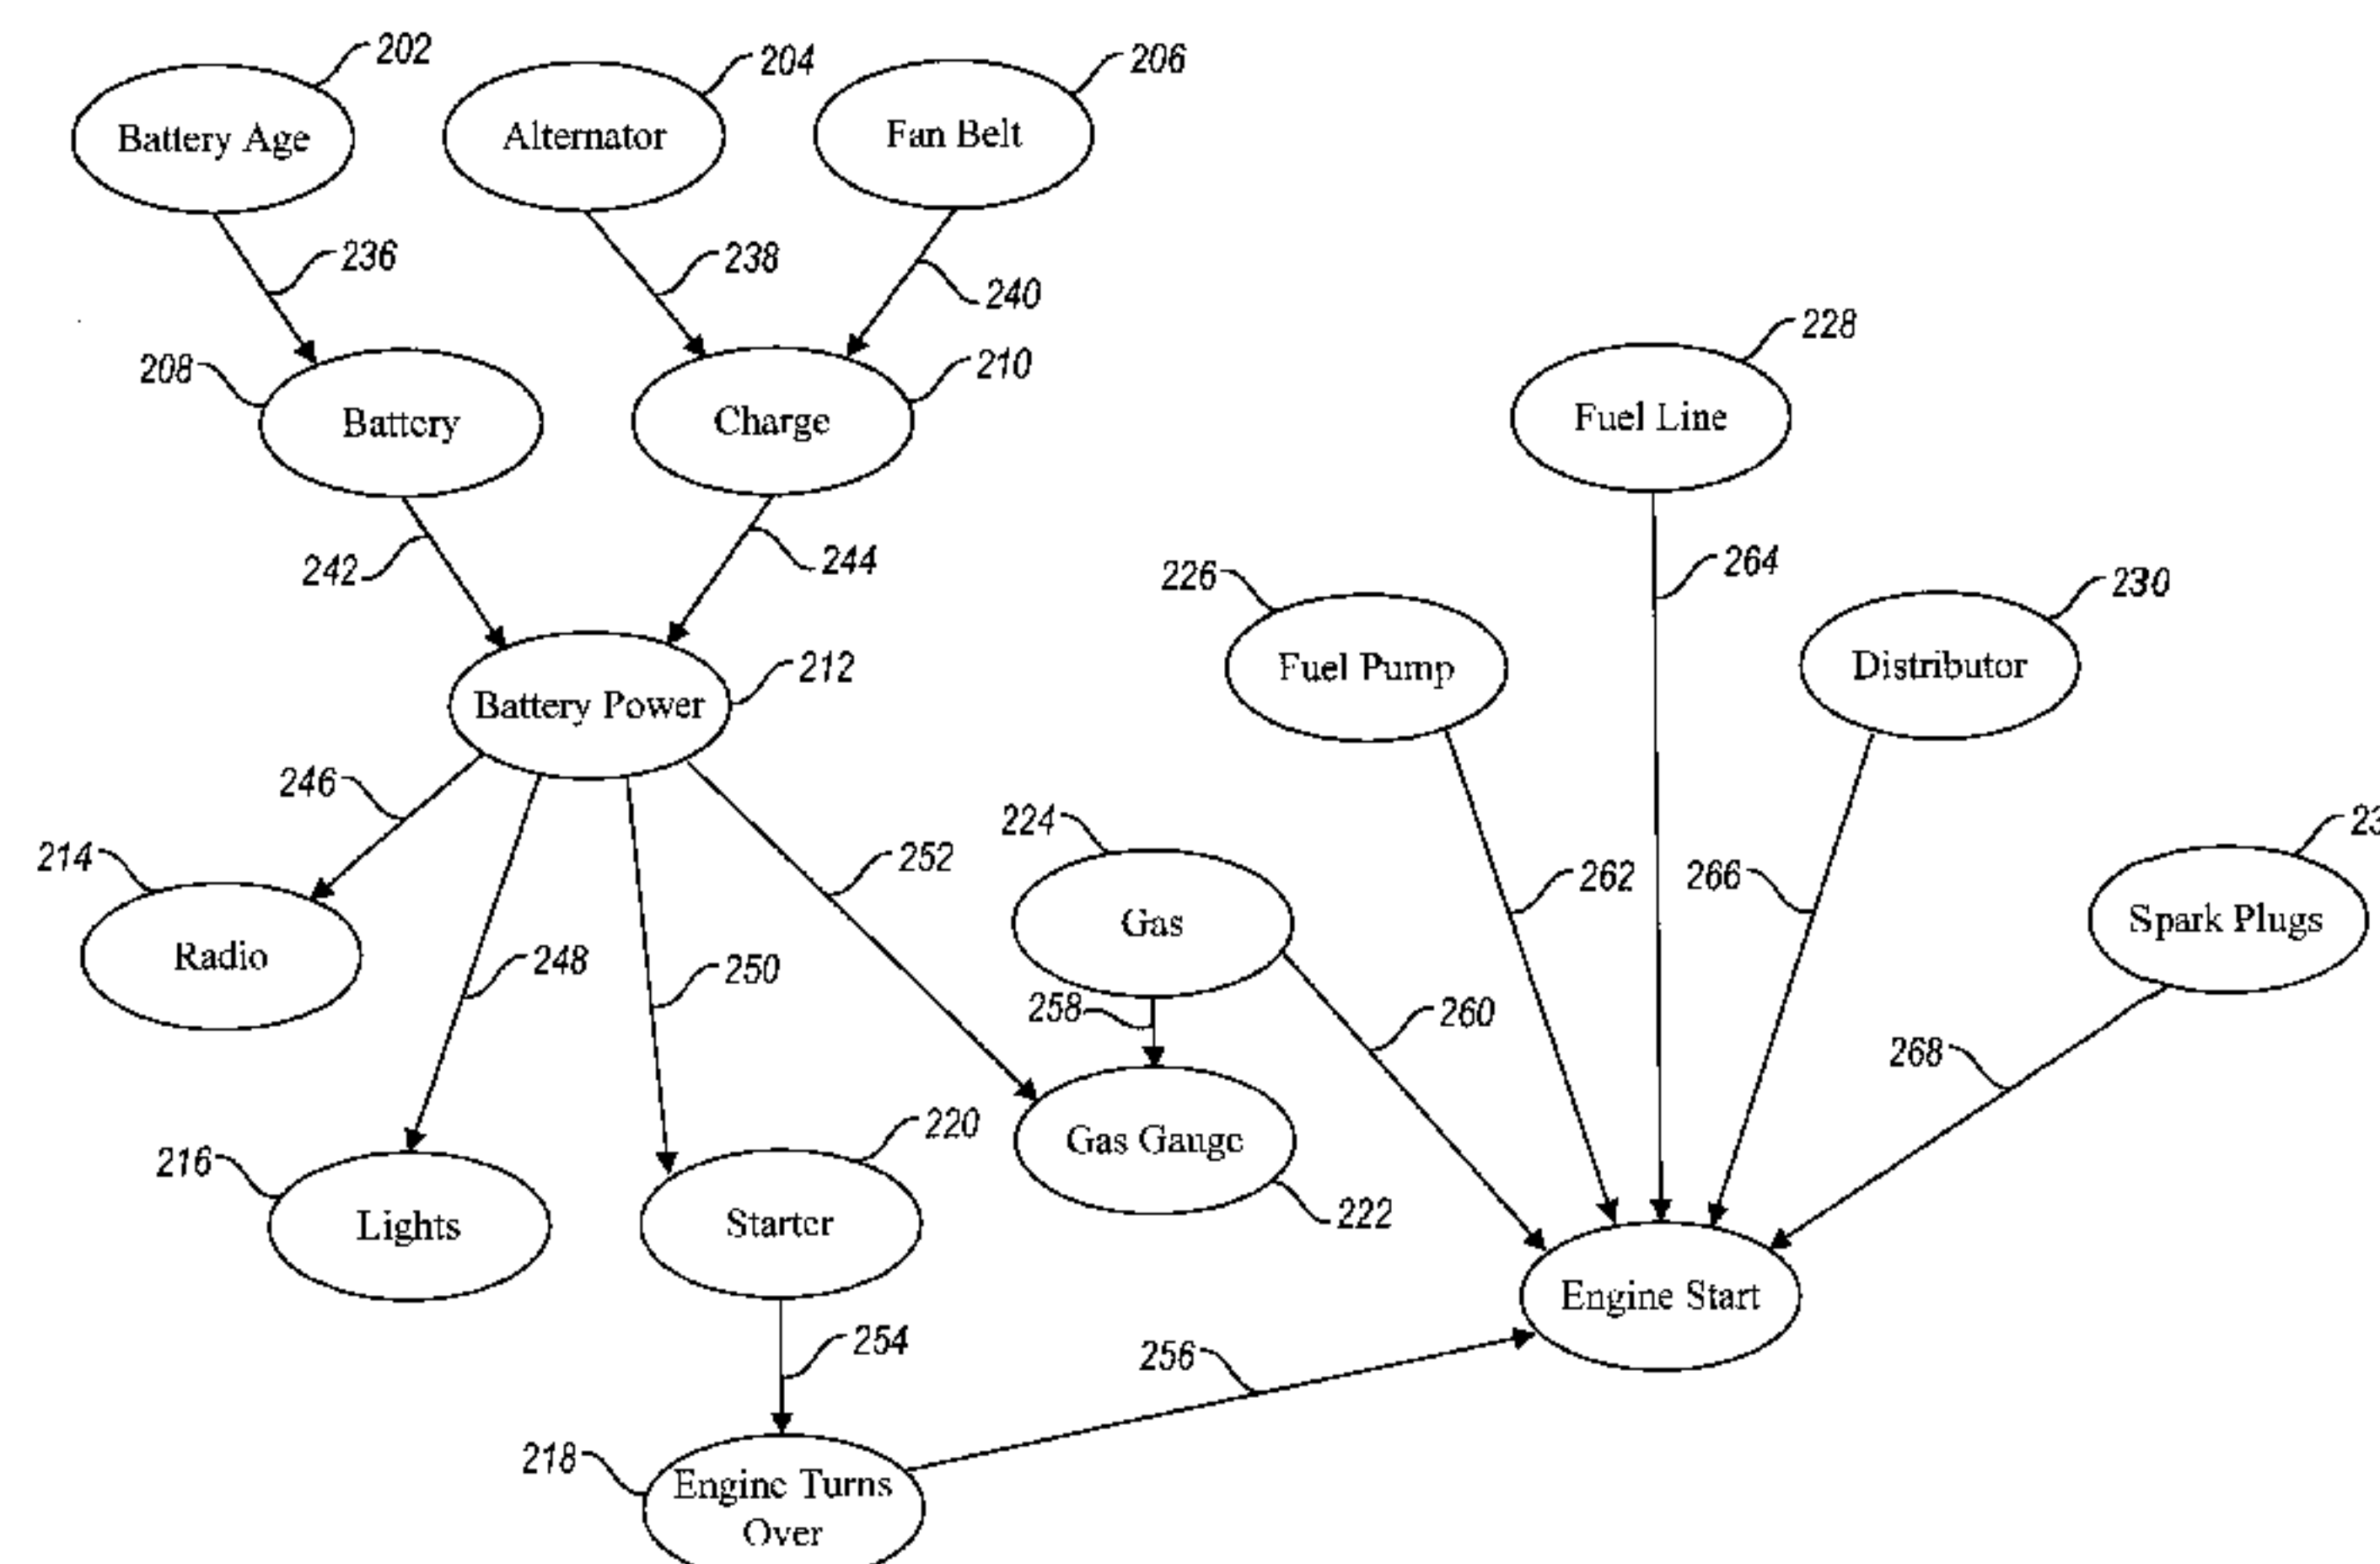 202
204
206
Battery Age
Alternator
Fan Belt
236
238
240
228
208
210
Battery
Charge
Fuel Line
242
244
264
226
230
212
Fuel Pump
Distributor
Battery Power
246
224
214
252
262
266
Gas
Spark Plugs
Radio
248
250
258
260
268
220
Gas Gauge
216
222
Lights
Starter
Engine Start
254
256
218
Engine Turns
Over